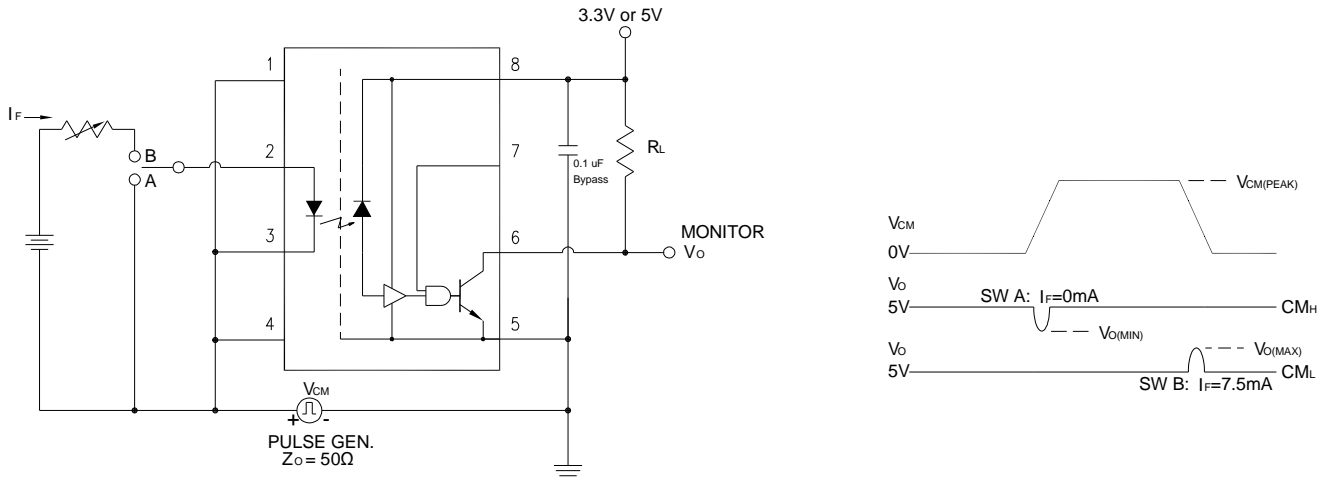 3.3V or 5V
1
8
IF
B
A
2
7
0.1 uF
Bypass
RL
3
6
MONITOR
VO
4
5
VCM
+ -
PULSE GEN.
ZO = 50Ω
VCM(PEAK)
VCM
0V
VO
5V
SW A: IF=0mA
CMH
VO(MIN)
VO
5V
VO(MAX)
CML
SW B: IF=7.5mA